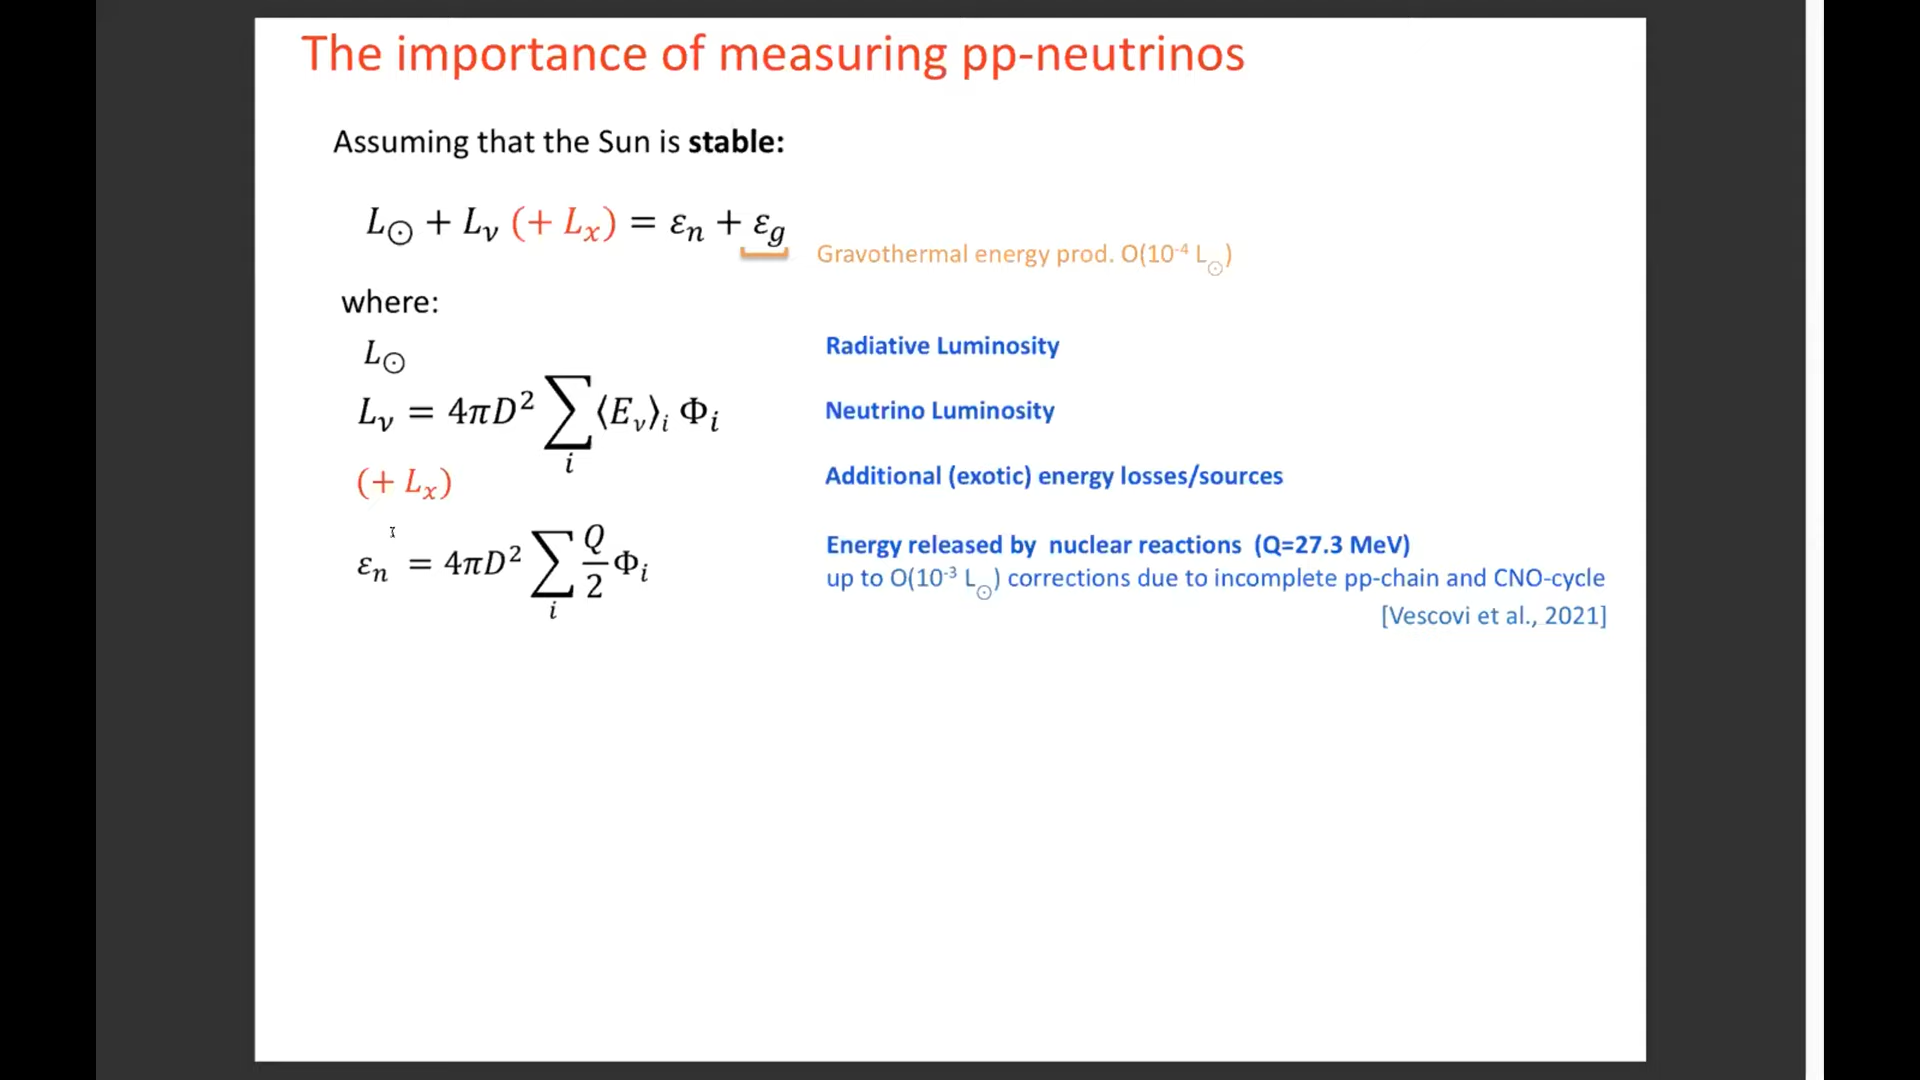 The importance of measuring pp-neutrinos
Assuming that the Sun is stable:
L⊙ + Lν (+ Lx) = εn + εg
Gravothermal energy prod. O(10⁻⁴ L⊙)
where:
L⊙
Radiative Luminosity
Lν = 4πD² ∑i ⟨Eν⟩i Φi
Neutrino Luminosity
(+ Lx)
Additional (exotic) energy losses/sources
εn = 4πD² ∑i Q/2 Φi
Energy released by nuclear reactions (Q=27.3 MeV)
up to O(10⁻³ L⊙) corrections due to incomplete pp-chain and CNO-cycle
[Vescovi et al., 2021]